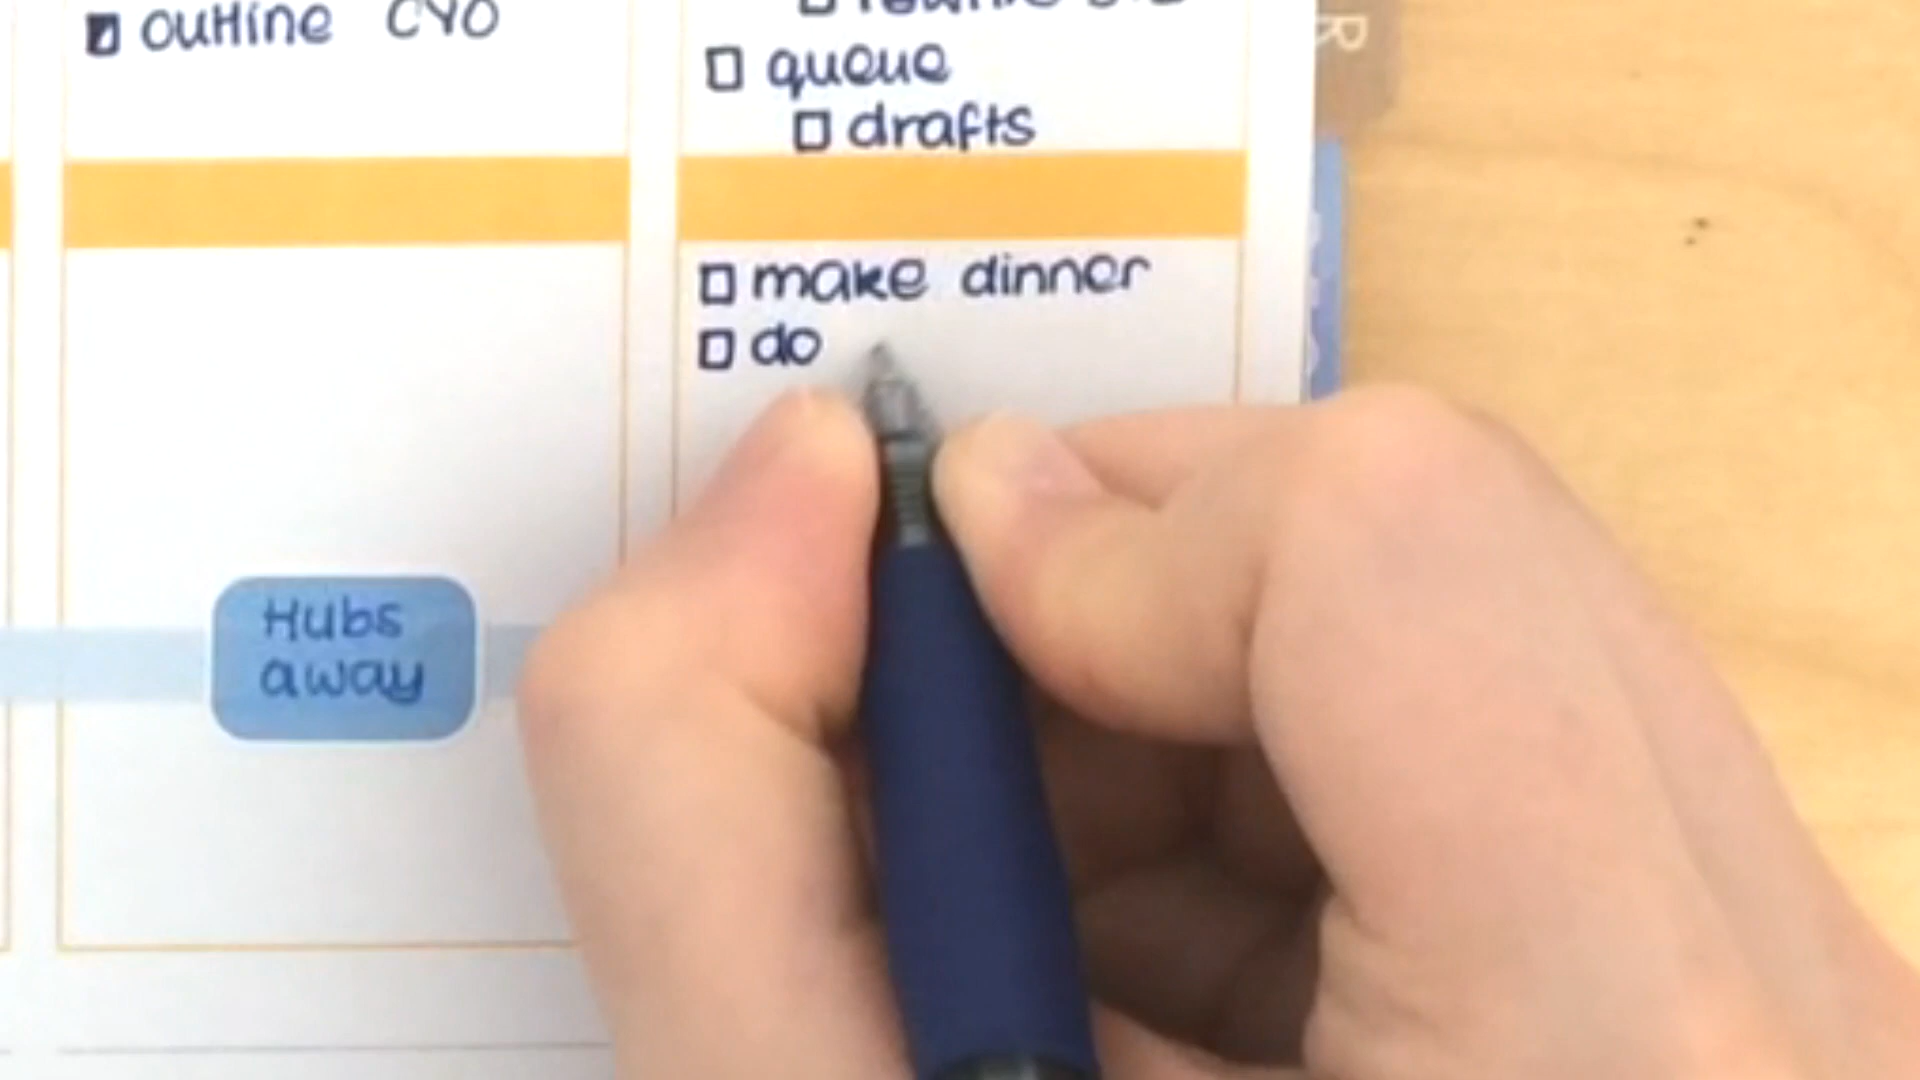 outline CYO
queue
drafts
make dinner
do
Hubs
away
R